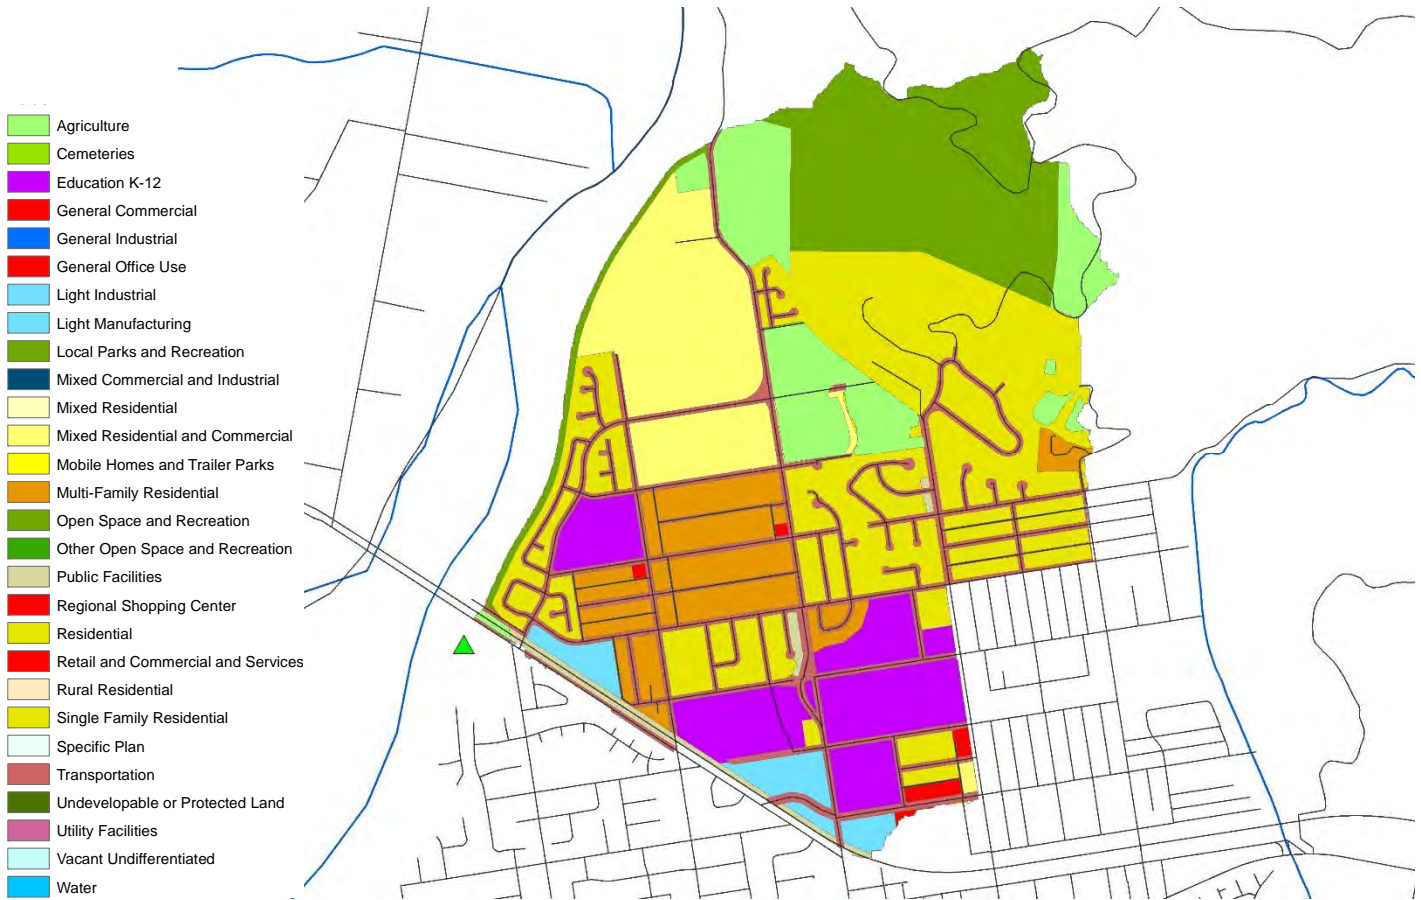 Agriculture
Cemeteries
Education K-12
General Commercial
General Industrial
General Office Use
Light Industrial
Light Manufacturing
Local Parks and Recreation
Mixed Commercial and Industrial
Mixed Residential
Mixed Residential and Commercial
Mobile Homes and Trailer Parks
Multi-Family Residential
Open Space and Recreation
Other Open Space and Recreation
Public Facilities
Regional Shopping Center
Residential
Retail and Commercial and Services
Rural Residential
Single Family Residential
Specific Plan
Transportation
Undevelopable or Protected Land
Utility Facilities
Vacant Undifferentiated
Water